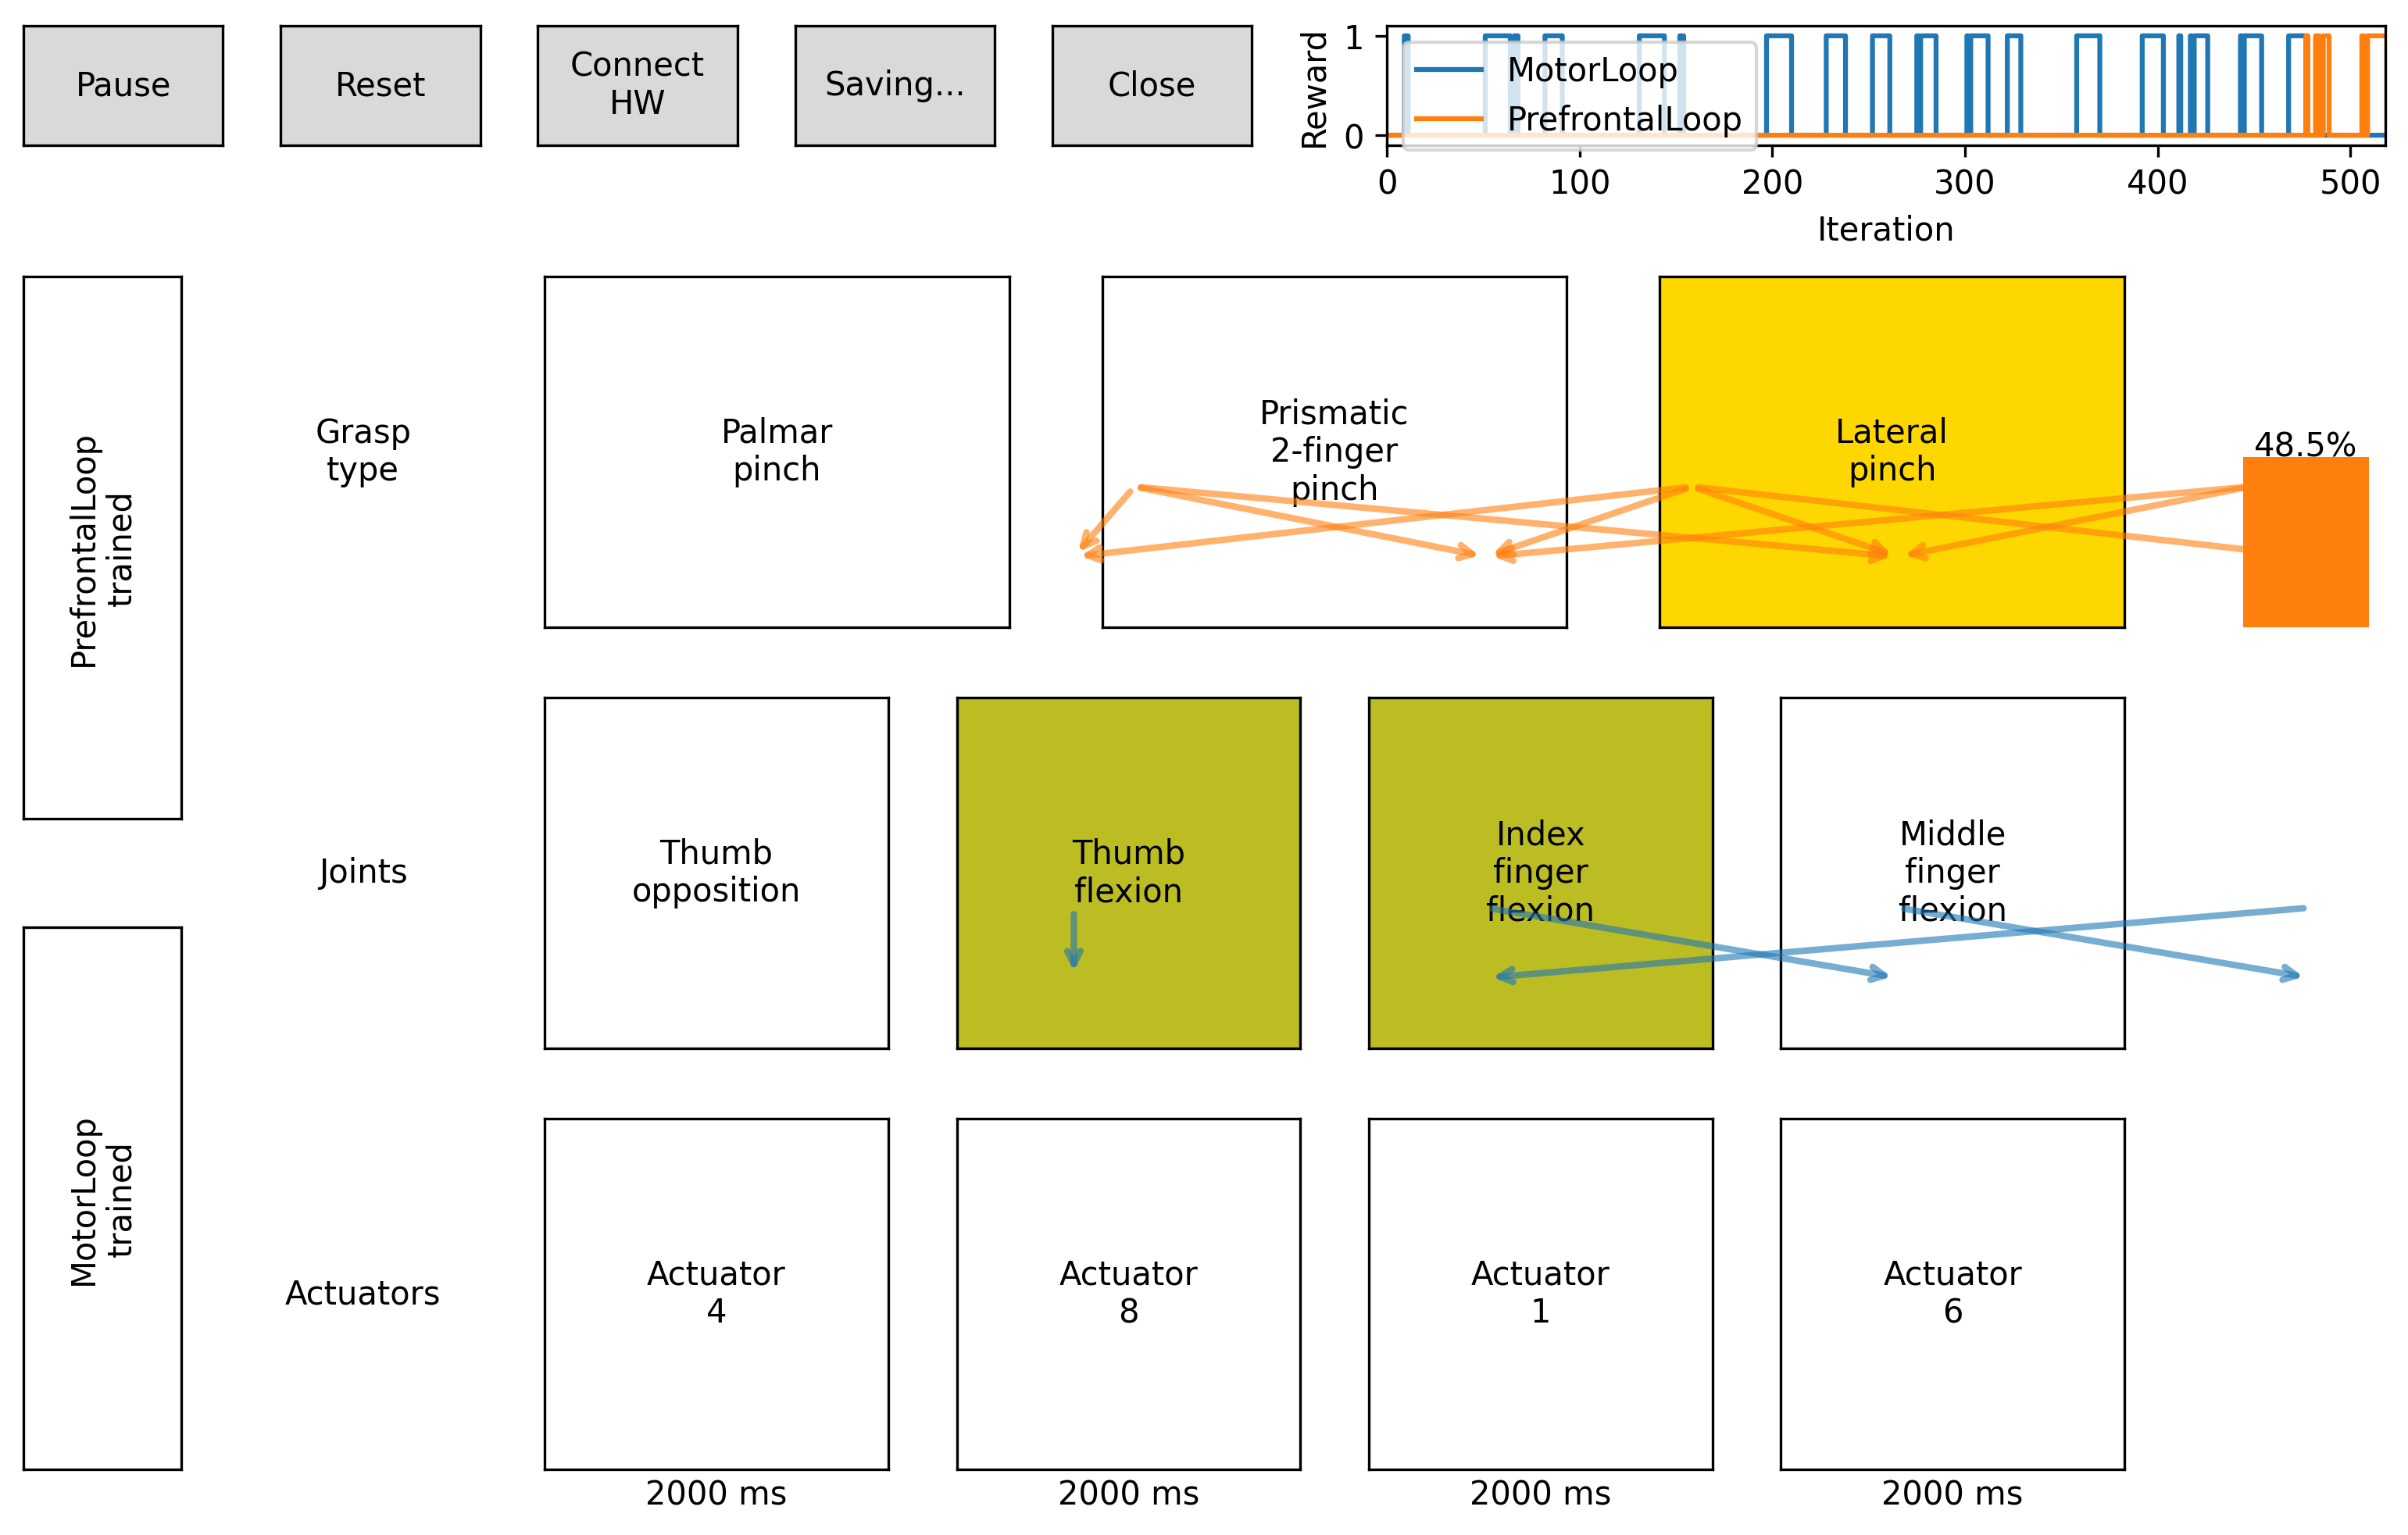 Pause
Reset
Connect
HW
Saving...
Close
Reward
1
0
MotorLoop
PrefrontalLoop
0
100
200
300
400
500
Iteration
PrefrontalLoop
trained
Grasp
type
Palmar
pinch
Prismatic
2-finger
pinch
Lateral
pinch
48.5%
Joints
Thumb
opposition
Thumb
flexion
Index
finger
flexion
Middle
finger
flexion
MotorLoop
trained
Actuators
Actuator
4
Actuator
8
Actuator
1
Actuator
6
2000 ms
2000 ms
2000 ms
2000 ms